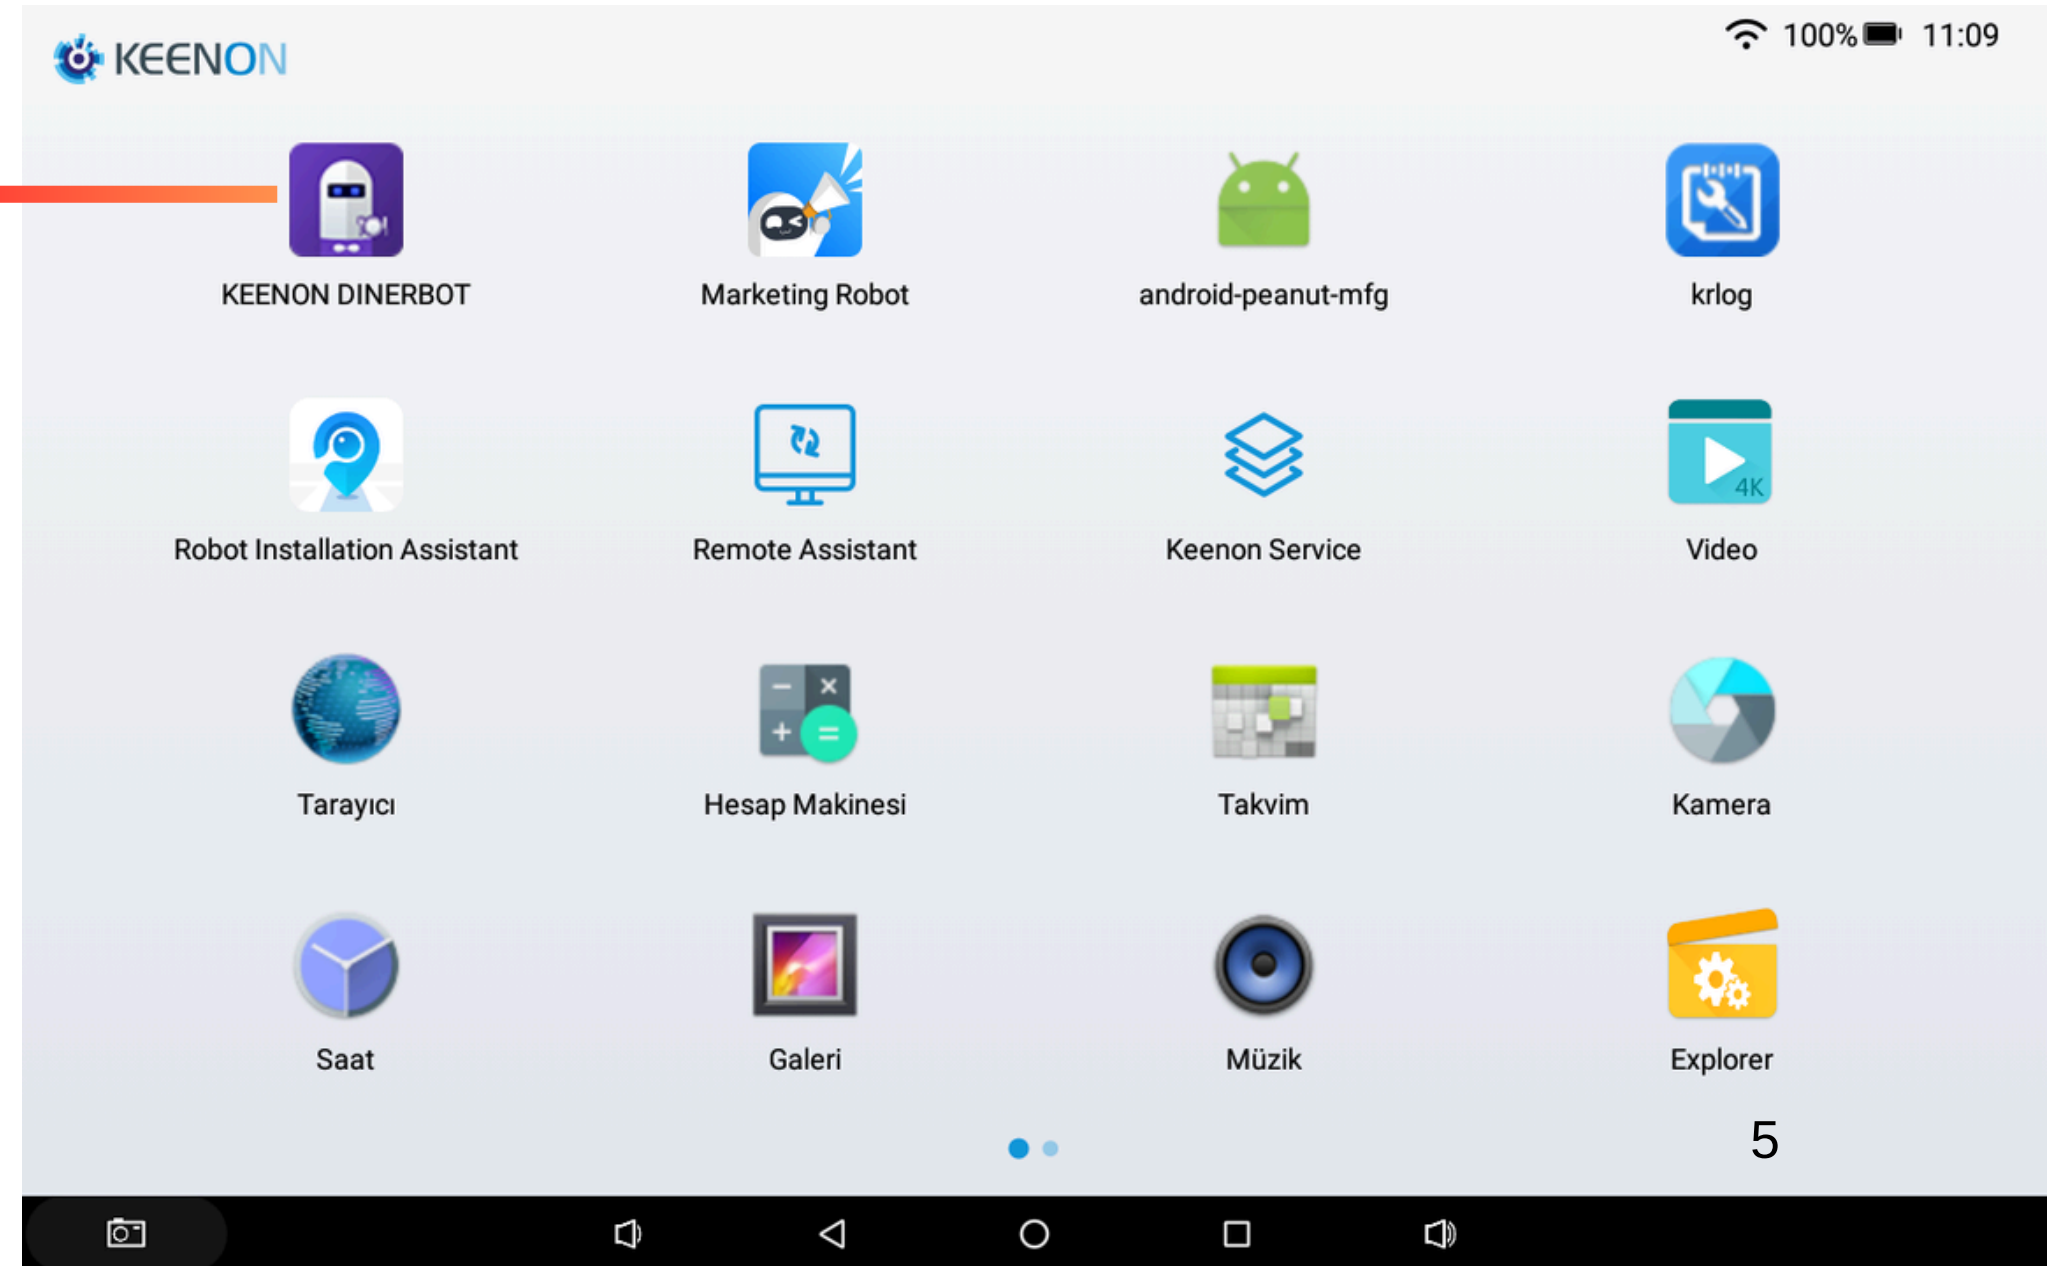 KEENON
100% 11:09
KEENON DINERBOT
Marketing Robot
android-peanut-mfg
krlog
Robot Installation Assistant
Remote Assistant
Keenon Service
4K
Video
Tarayıcı
Hesap Makinesi
Takvim
Kamera
Saat
Galeri
Müzik
Explorer
5